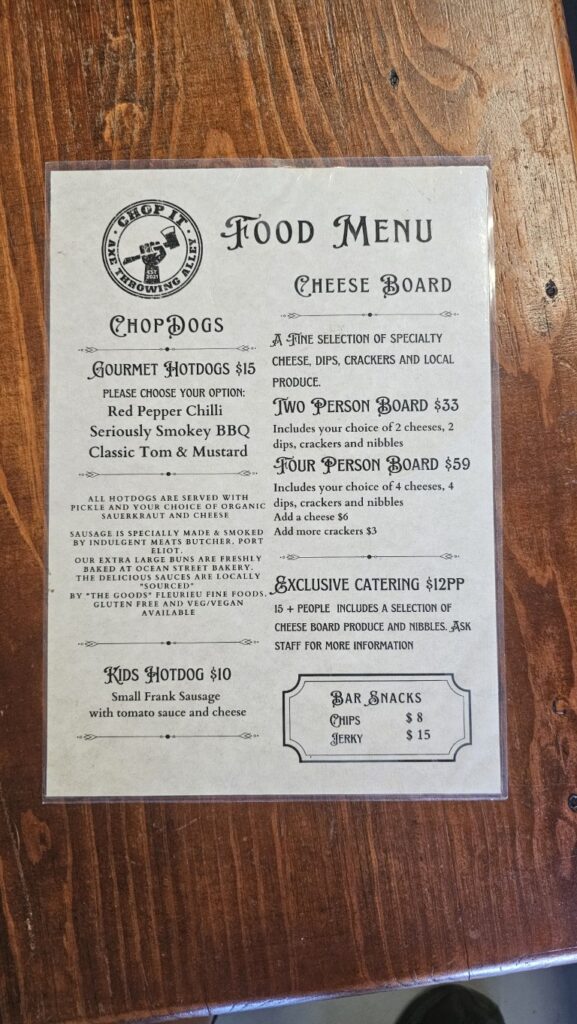 CHOP IT
AXE THROWING ALLEY
EST
2021
FOOD MENU
CHOPDOGS
GOURMET HOTDOGS $15
PLEASE CHOOSE YOUR OPTION:
Red Pepper Chilli
Seriously Smokey BBQ
Classic Tom & Mustard
ALL HOTDOGS ARE SERVED WITH
PICKLE AND YOUR CHOICE OF ORGANIC
SAUERKRAUT AND CHEESE
SAUSAGE IS SPECIALLY MADE & SMOKED
BY INDULGENT MEATS BUTCHER, PORT
ELIOT.
OUR EXTRA LARGE BUNS ARE FRESHLY
BAKED AT OCEAN STREET BAKERY.
THE DELICIOUS SAUCES ARE LOCALLY
"SOURCED"
BY "THE GOODS" FLEURIEU FINE FOODS.
GLUTEN FREE AND VEG/VEGAN
AVAILABLE
KIDS HOTDOG $10
Small Frank Sausage
with tomato sauce and cheese
CHEESE BOARD
A FINE SELECTION OF SPECIALTY
CHEESE, DIPS, CRACKERS AND LOCAL
PRODUCE.
TWO PERSON BOARD $33
Includes your choice of 2 cheeses, 2
dips, crackers and nibbles
FOUR PERSON BOARD $59
Includes your choice of 4 cheeses, 4
dips, crackers and nibbles
Add a cheese $6
Add more crackers $3
EXCLUSIVE CATERING $12PP
15 + PEOPLE INCLUDES A SELECTION OF
CHEESE BOARD PRODUCE AND NIBBLES. ASK
STAFF FOR MORE INFORMATION
BAR SNACKS
CHIPS $ 8
JERKY $ 15